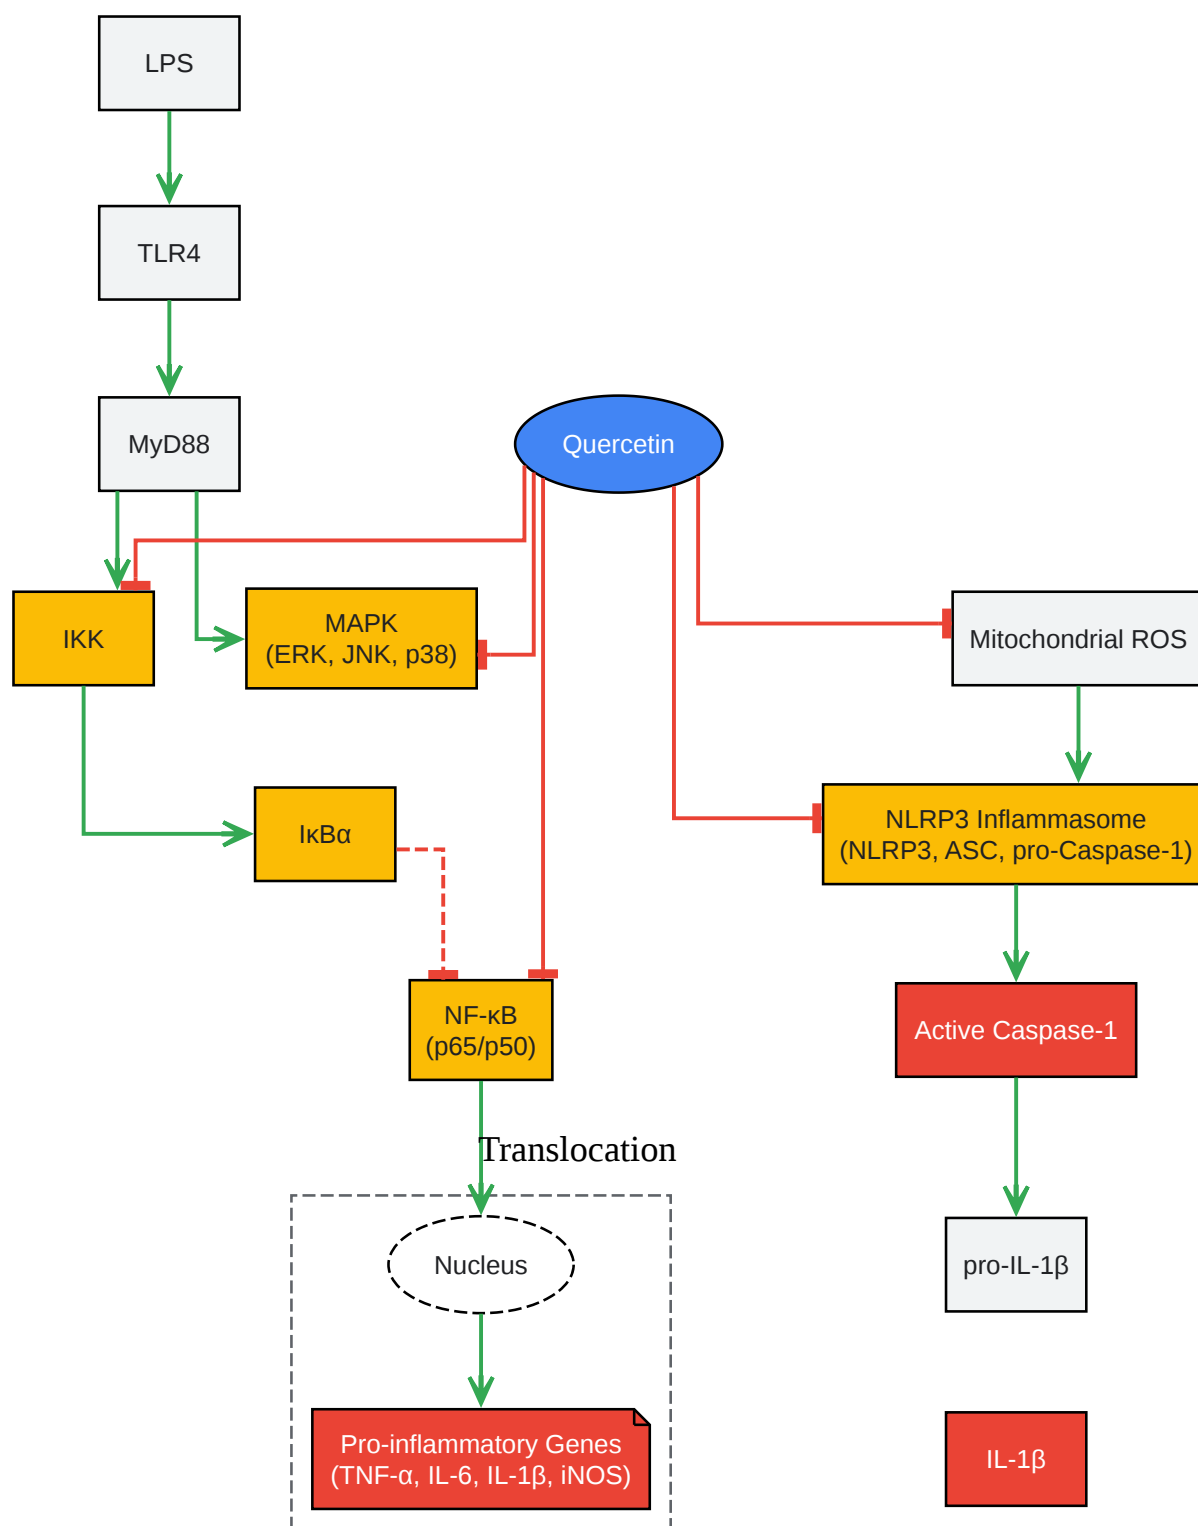 LPS
TLR4
MyD88
Quercetin
IKK
MAPK
(ERK, JNK, p38)
Mitochondrial ROS
IκBα
NLRP3 Inflammasome
(NLRP3, ASC, pro-Caspase-1)
NF-κB
(p65/p50)
Active Caspase-1
Translocation
Nucleus
pro-IL-1β
Pro-inflammatory Genes
(TNF-α, IL-6, IL-1β, iNOS)
IL-1β